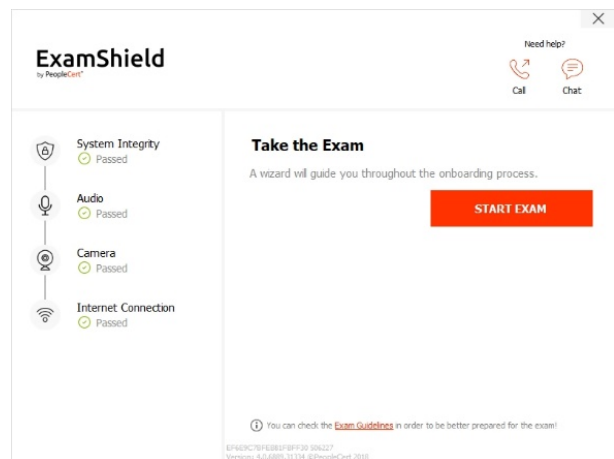 Need help?
ExamShield
by PeopleCert
Call Chat
System Integrity
Passed
Audio
Passed
Camera
Passed
Internet Connection
Passed
Take the Exam
A wizard will guide you throughout the onboarding process.
START EXAM
You can check the Exam Guidelines in order to be better prepared for the exam!
©PeopleCert 2018